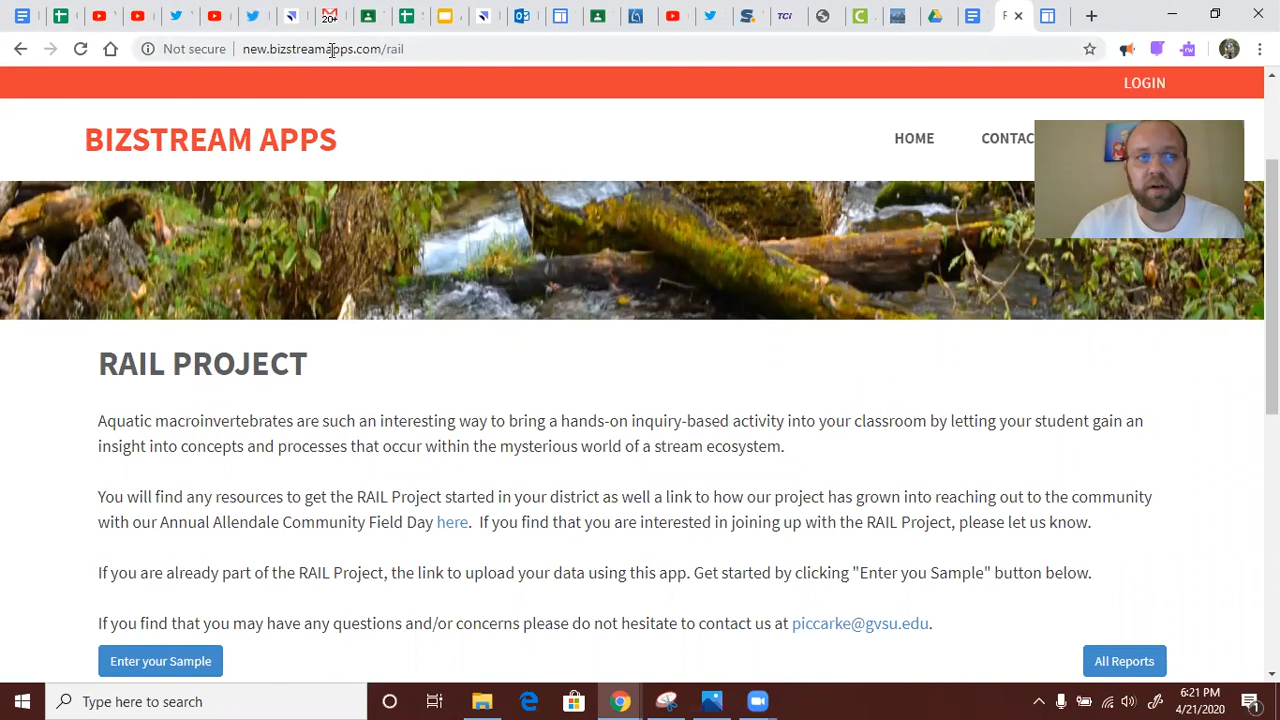 20+
TCI
F
Not secure
new.bizstreamapps.com/rail
LOGIN
BIZSTREAM APPS
HOME
CONTAC
RAIL PROJECT
Aquatic macroinvertebrates are such an interesting way to bring a hands-on inquiry-based activity into your classroom by letting your student gain an
insight into concepts and processes that occur within the mysterious world of a stream ecosystem.
You will find any resources to get the RAIL Project started in your district as well a link to how our project has grown into reaching out to the community
with our Annual Allendale Community Field Day here. If you find that you are interested in joining up with the RAIL Project, please let us know.
If you are already part of the RAIL Project, the link to upload your data using this app. Get started by clicking "Enter you Sample" button below.
If you find that you may have any questions and/or concerns please do not hesitate to contact us at piccarke@gvsu.edu.
Enter your Sample
All Reports
Type here to search
6:21 PM
4/21/2020
1